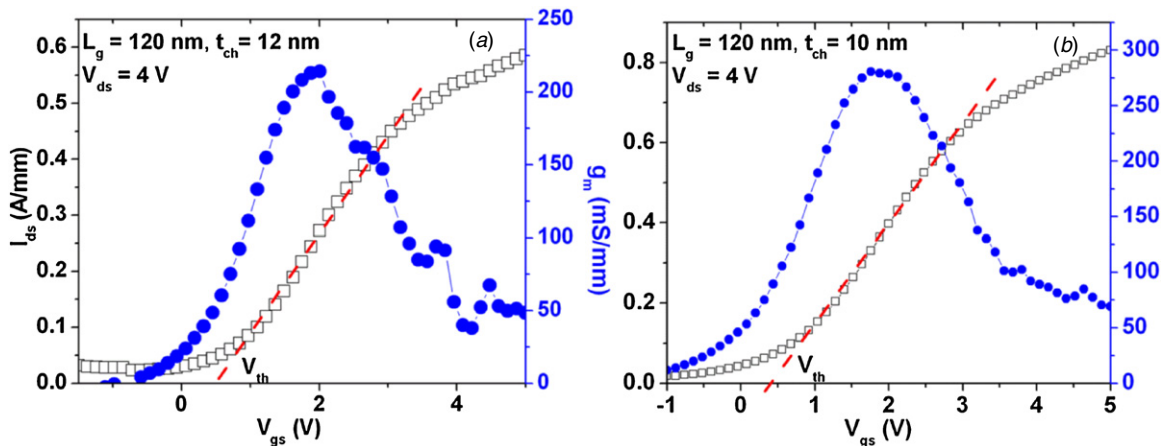 (a)
L_g = 120 nm, t_ch = 12 nm
V_ds = 4 V
I_ds (A/mm)
0.6
0.5
0.4
0.3
0.2
0.1
0.0
250
200
150
100
50
0
V_th
0 2 4
V_gs (V)
g_m (mS/mm)
(b)
L_g = 120 nm, t_ch = 10 nm
V_ds = 4 V
0.8
0.6
0.4
0.2
0.0
300
250
200
150
100
50
0
V_th
-1 0 1 2 3 4 5
V_gs (V)